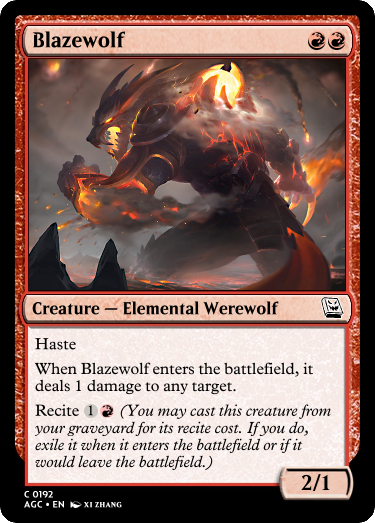 Blazewolf
Creature — Elemental Werewolf
Haste
When Blazewolf enters the battlefield, it
deals 1 damage to any target.
Recite 1 (You may cast this creature from
your graveyard for its recite cost. If you do,
exile it when it enters the battlefield or if it
would leave the battlefield.)
2/1
C 0192
AGC • EN XI ZHANG